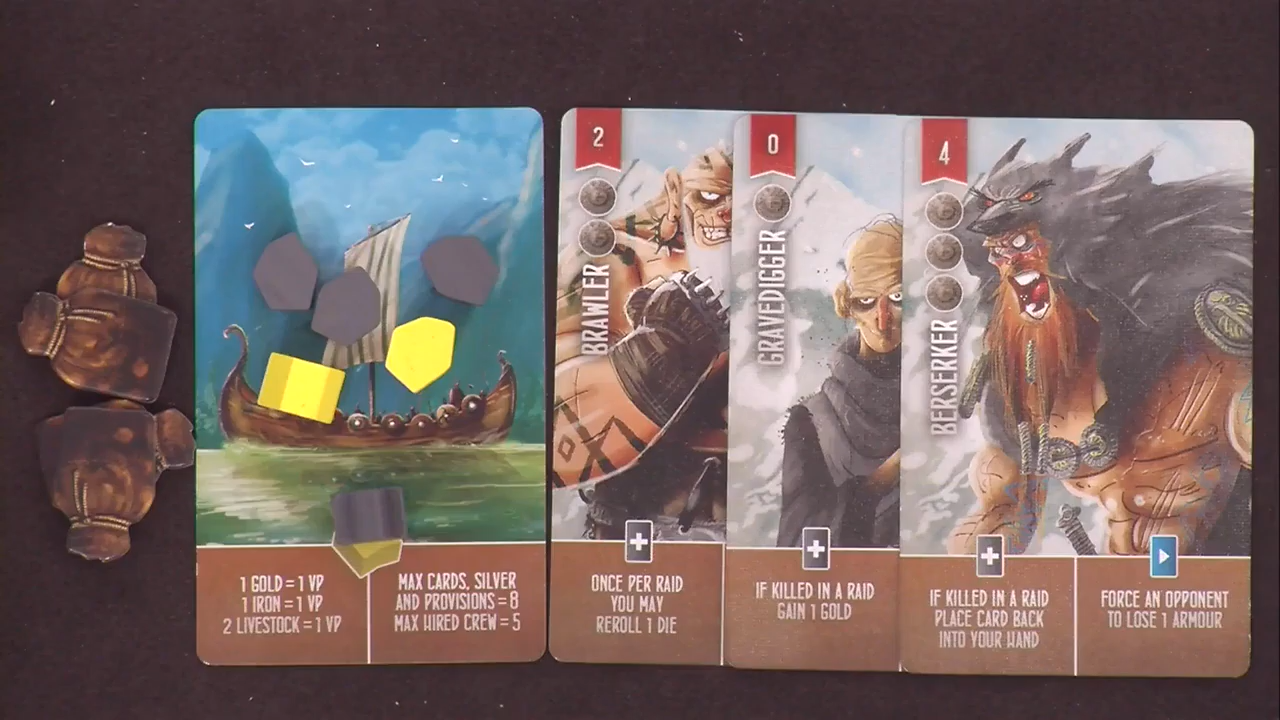 1 GOLD = 1 VP
1 IRON = 1 VP
2 LIVESTOCK = 1 VP
MAX CARDS, SILVER
AND PROVISIONS = 8
MAX HIRED CREW = 5
2
BRAWLER
ONCE PER RAID
YOU MAY
REROLL 1 DIE
0
GRAVEDIGGER
IF KILLED IN A RAID
GAIN 1 GOLD
4
BERSERKER
IF KILLED IN A RAID
PLACE CARD BACK
INTO YOUR HAND
FORCE AN OPPONENT
TO LOSE 1 ARMOUR